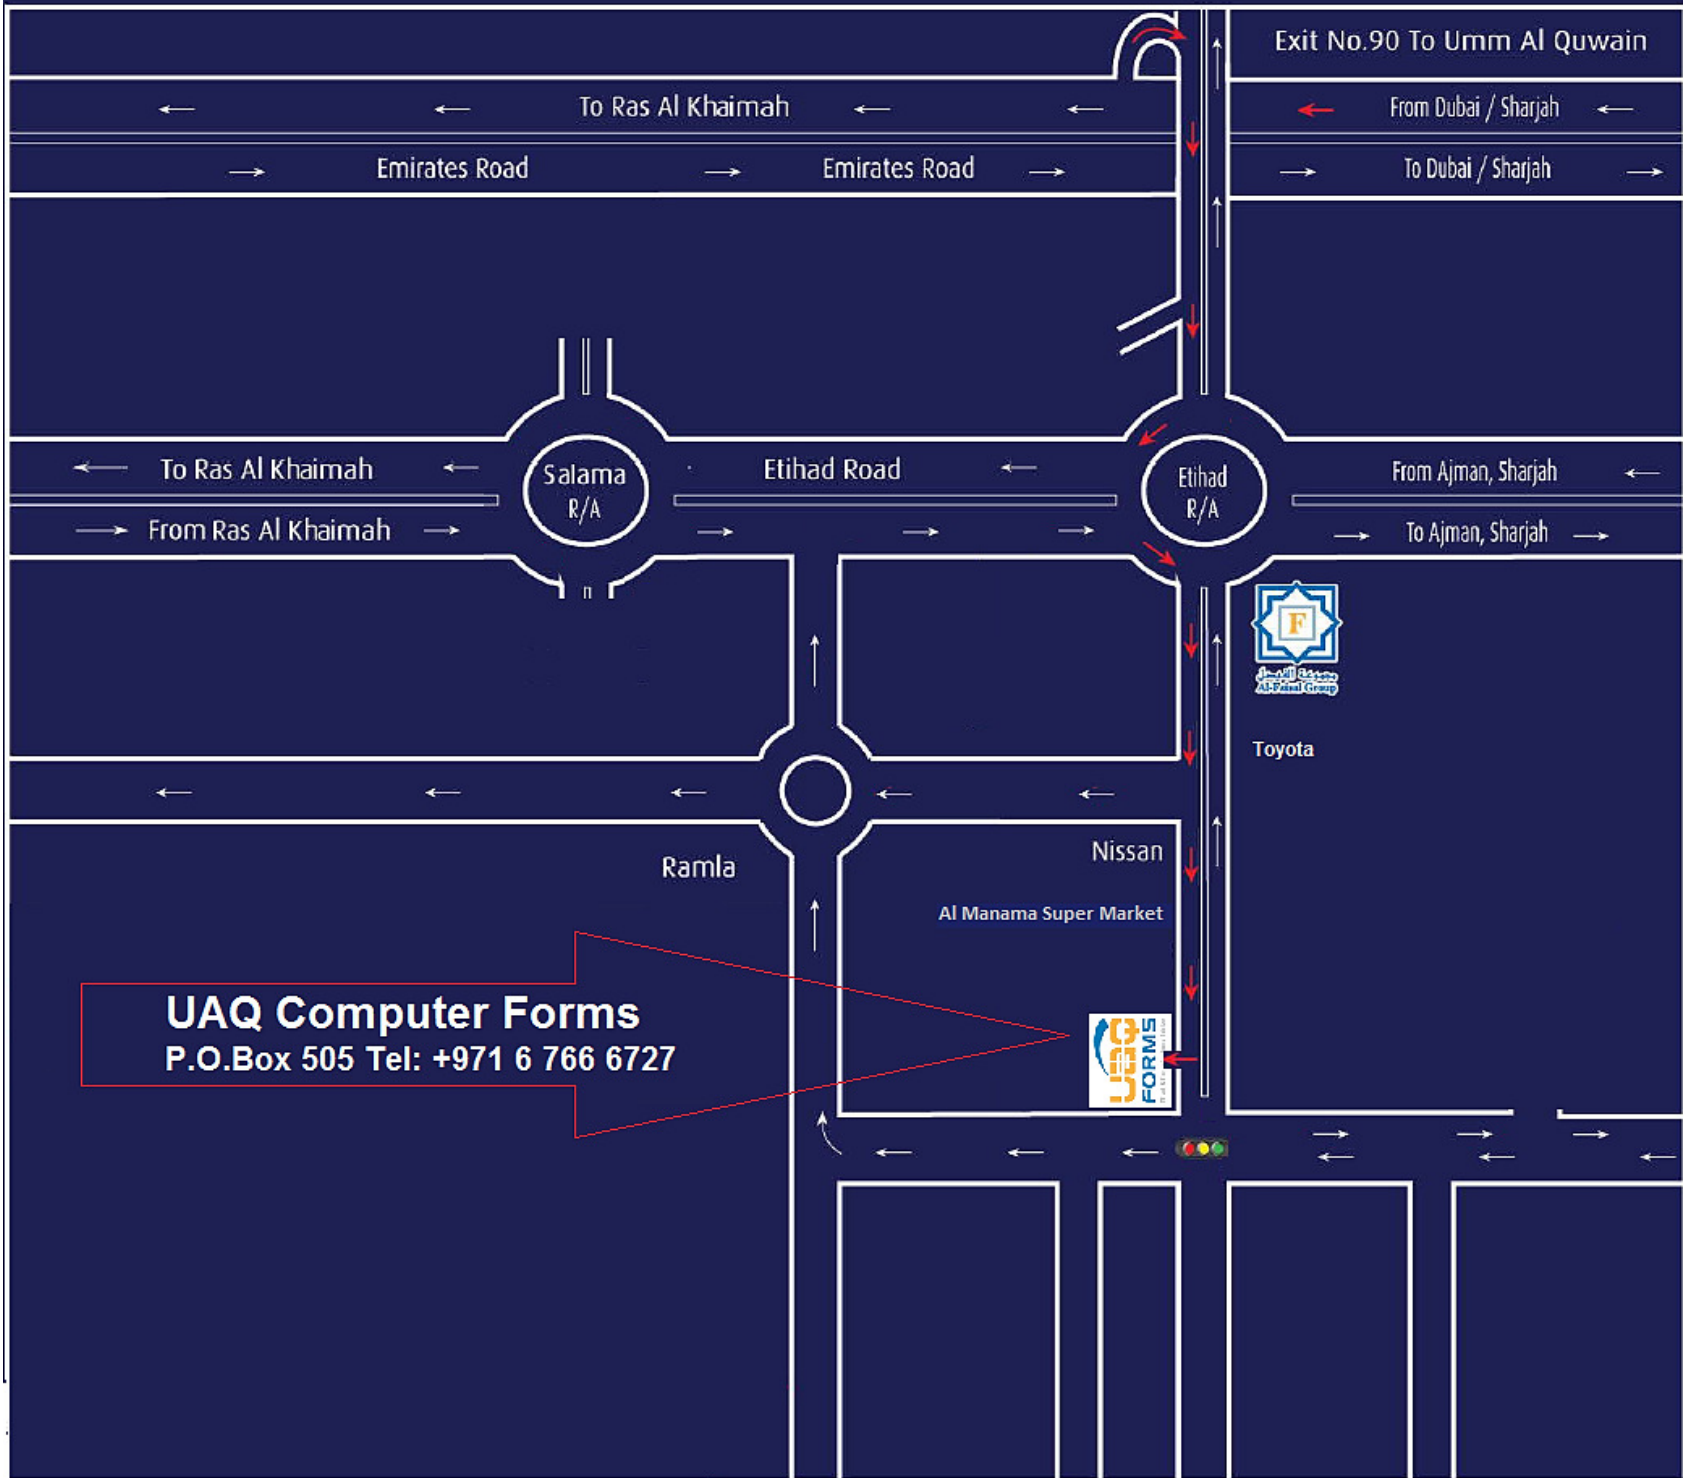 Exit No.90 To Umm Al Quwain
To Ras Al Khaimah
From Dubai / Sharjah
Emirates Road
Emirates Road
To Dubai / Sharjah
To Ras Al Khaimah
Salama
R/A
Etihad Road
Etihad
R/A
From Ajman, Sharjah
From Ras Al Khaimah
To Ajman, Sharjah
F
Al-Faisal Group
Toyota
Nissan
Ramla
Al Manama Super Market
UAQ Computer Forms
P.O.Box 505 Tel: +971 6 766 6727
UAQ
FORMS